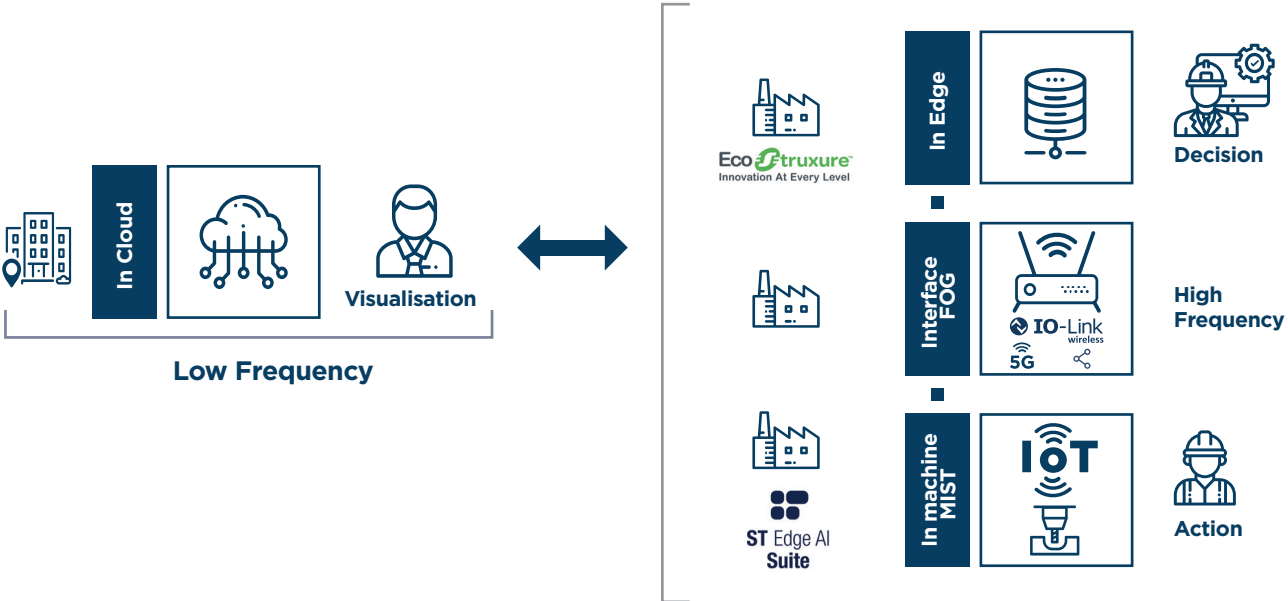 In Cloud
Visualisation
Low Frequency
EcoStruxure™
Innovation At Every Level
In Edge
Decision
Interface
FOG
IO-Link
wireless
5G
High
Frequency
ST Edge AI
Suite
In machine
MIST
IoT
Action